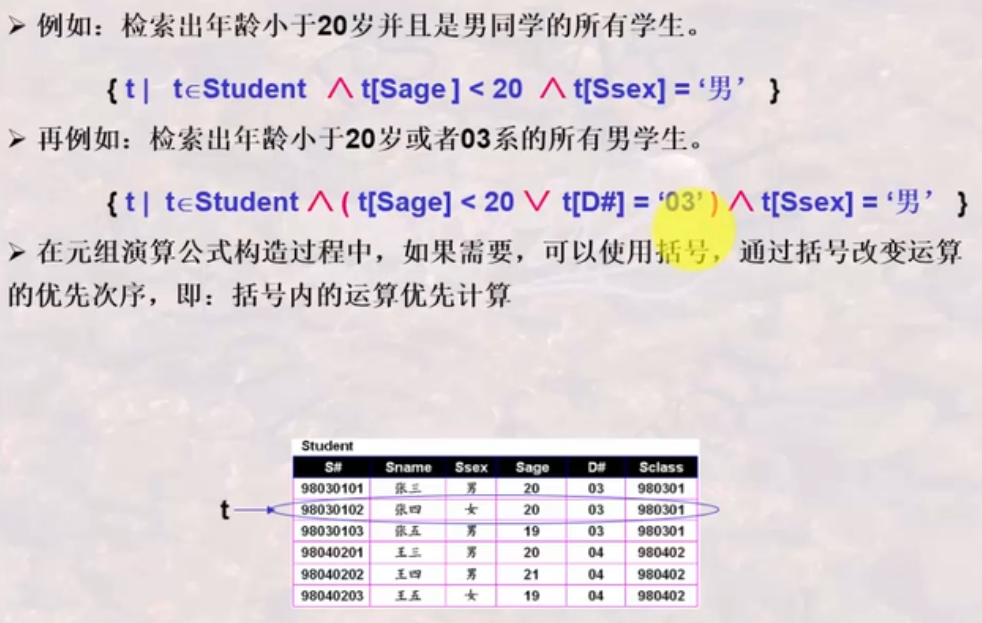 ➢ 例如：检索出年龄小于20岁并且是男同学的所有学生。
{ t | t∈Student ∧ t[Sage ] < 20 ∧ t[Ssex] = ‘男’ }
➢ 再例如：检索出年龄小于20岁或者03系的所有男学生。
{ t | t∈Student ∧ ( t[Sage] < 20 ∨ t[D#] = ‘03’ ) ∧ t[Ssex] = ‘男’ }
➢ 在元组演算公式构造过程中，如果需要，可以使用括号，通过括号改变运算
的优先次序，即：括号内的运算优先计算
Student
S# Sname Ssex Sage D# Sclass
98030101 张三 男 20 03 980301
t 98030102 张四 女 20 03 980301
98030103 张五 男 19 03 980301
98040201 王三 男 20 04 980402
98040202 王四 男 21 04 980402
98040203 王五 女 19 04 980402